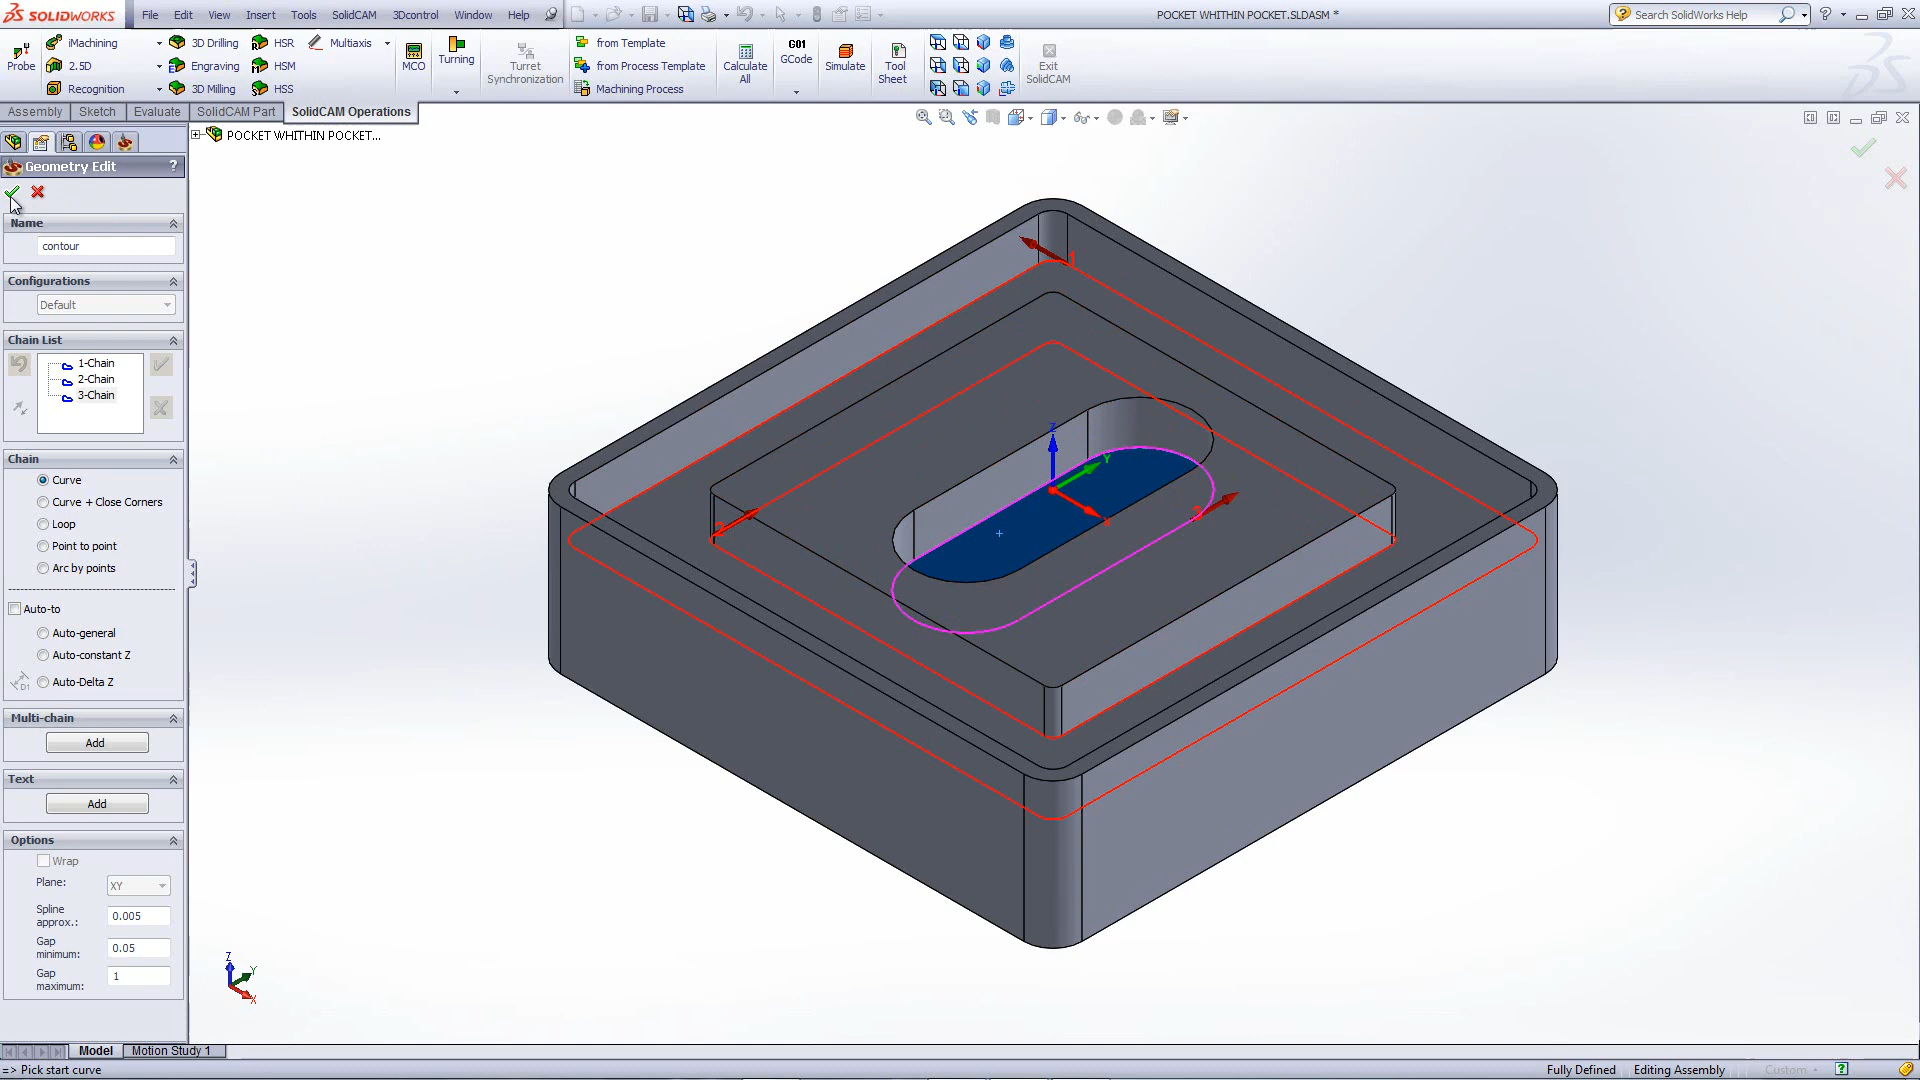 SOLIDWORKS File Edit View Insert Tools SolidCAM 3Dcontrol Window Help POCKET WHITHIN POCKET.SLDASM * Search SolidWorks Help
Probe iMachining 3D Drilling HSR Multiaxis MCO Turning Turret Synchronization from Template Calculate All G01 GCode Simulate Tool Sheet Exit SolidCAM
2.5D Engraving HSM from Process Template
Recognition 3D Milling HSS Machining Process
Assembly Sketch Evaluate SolidCAM Part SolidCAM Operations
POCKET WHITHIN POCKET...
Geometry Edit ?
Name
contour
Configurations
Default
Chain List
1-Chain
2-Chain
3-Chain
Chain
Curve
Curve + Close Corners
Loop
Point to point
Arc by points
Auto-to
Auto-general
Auto-constant Z
Auto-Delta Z
Multi-chain
Add
Text
Add
Options
Wrap
Plane: XY
Spline approx.: 0.005
Gap minimum: 0.05
Gap maximum: 1
1
2
3
Z
Y
X
Z
Y
X
Model Motion Study 1
=> Pick start curve Fully Defined Editing Assembly Custom